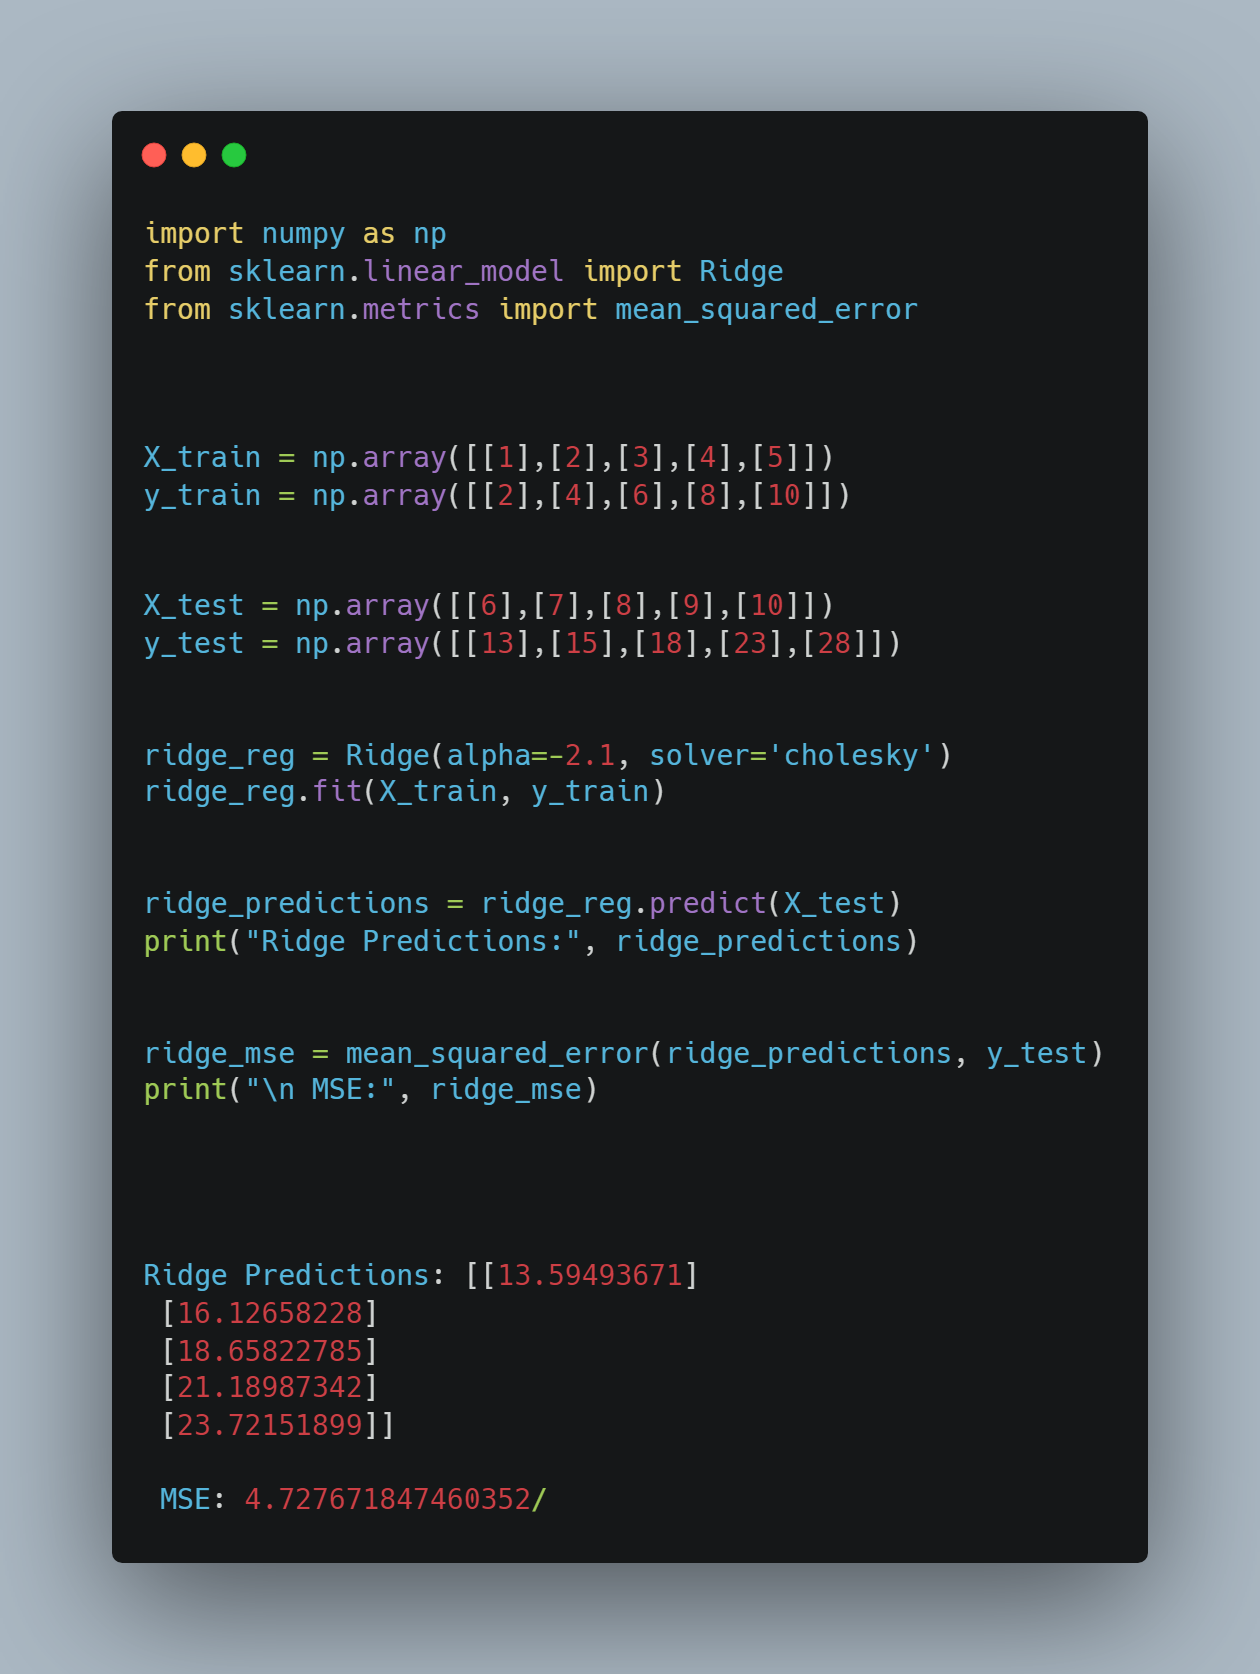 import numpy as np
from sklearn.linear_model import Ridge
from sklearn.metrics import mean_squared_error
X_train = np.array([[1],[2],[3],[4],[5]])
y_train = np.array([[2],[4],[6],[8],[10]])
X_test = np.array([[6],[7],[8],[9],[10]])
y_test = np.array([[13],[15],[18],[23],[28]])
ridge_reg = Ridge(alpha=-2.1, solver='cholesky')
ridge_reg.fit(X_train, y_train)
ridge_predictions = ridge_reg.predict(X_test)
print("Ridge Predictions:", ridge_predictions)
ridge_mse = mean_squared_error(ridge_predictions, y_test)
print("\n MSE:", ridge_mse)
Ridge Predictions: [[13.59493671]
[16.12658228]
[18.65822785]
[21.18987342]
[23.72151899]]
MSE: 4.727671847460352/